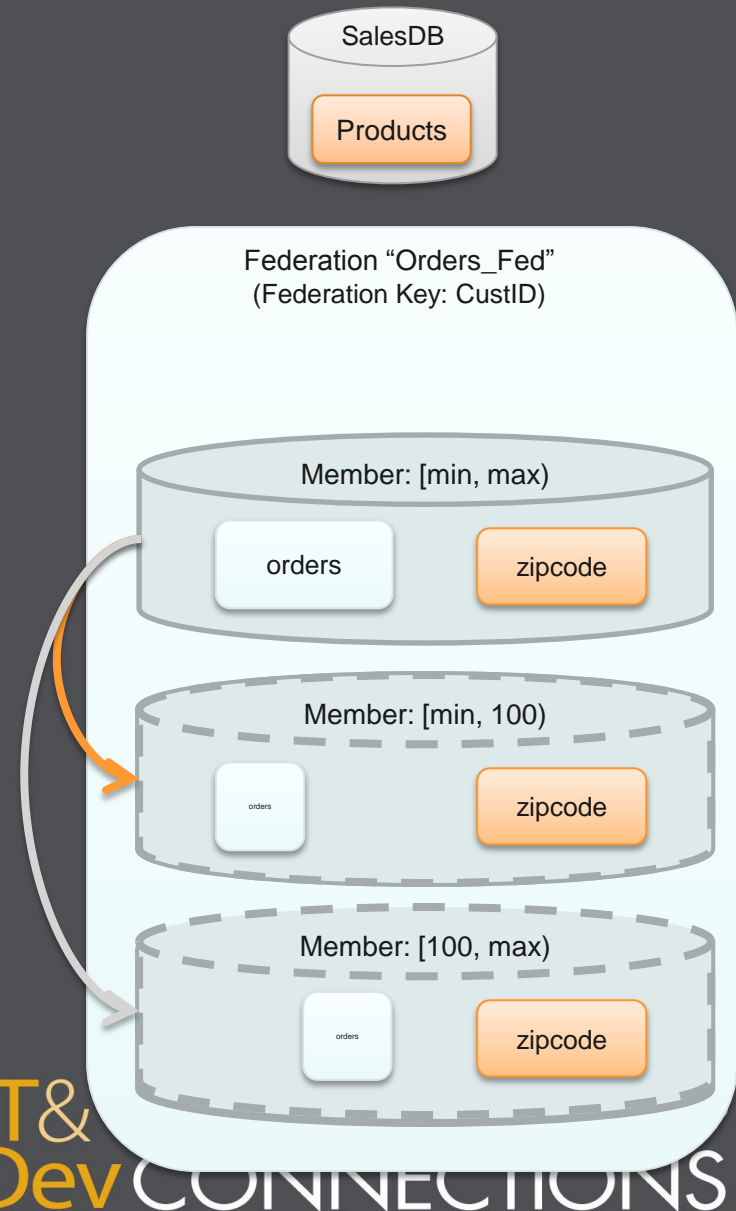 SalesDB
Products
Federation “Orders_Fed”
(Federation Key: CustID)
Member: [min, max)
orders
zipcode
Member: [min, 100)
orders
zipcode
Member: [100, max)
orders
zipcode
T&
Dev CONNECTIONS